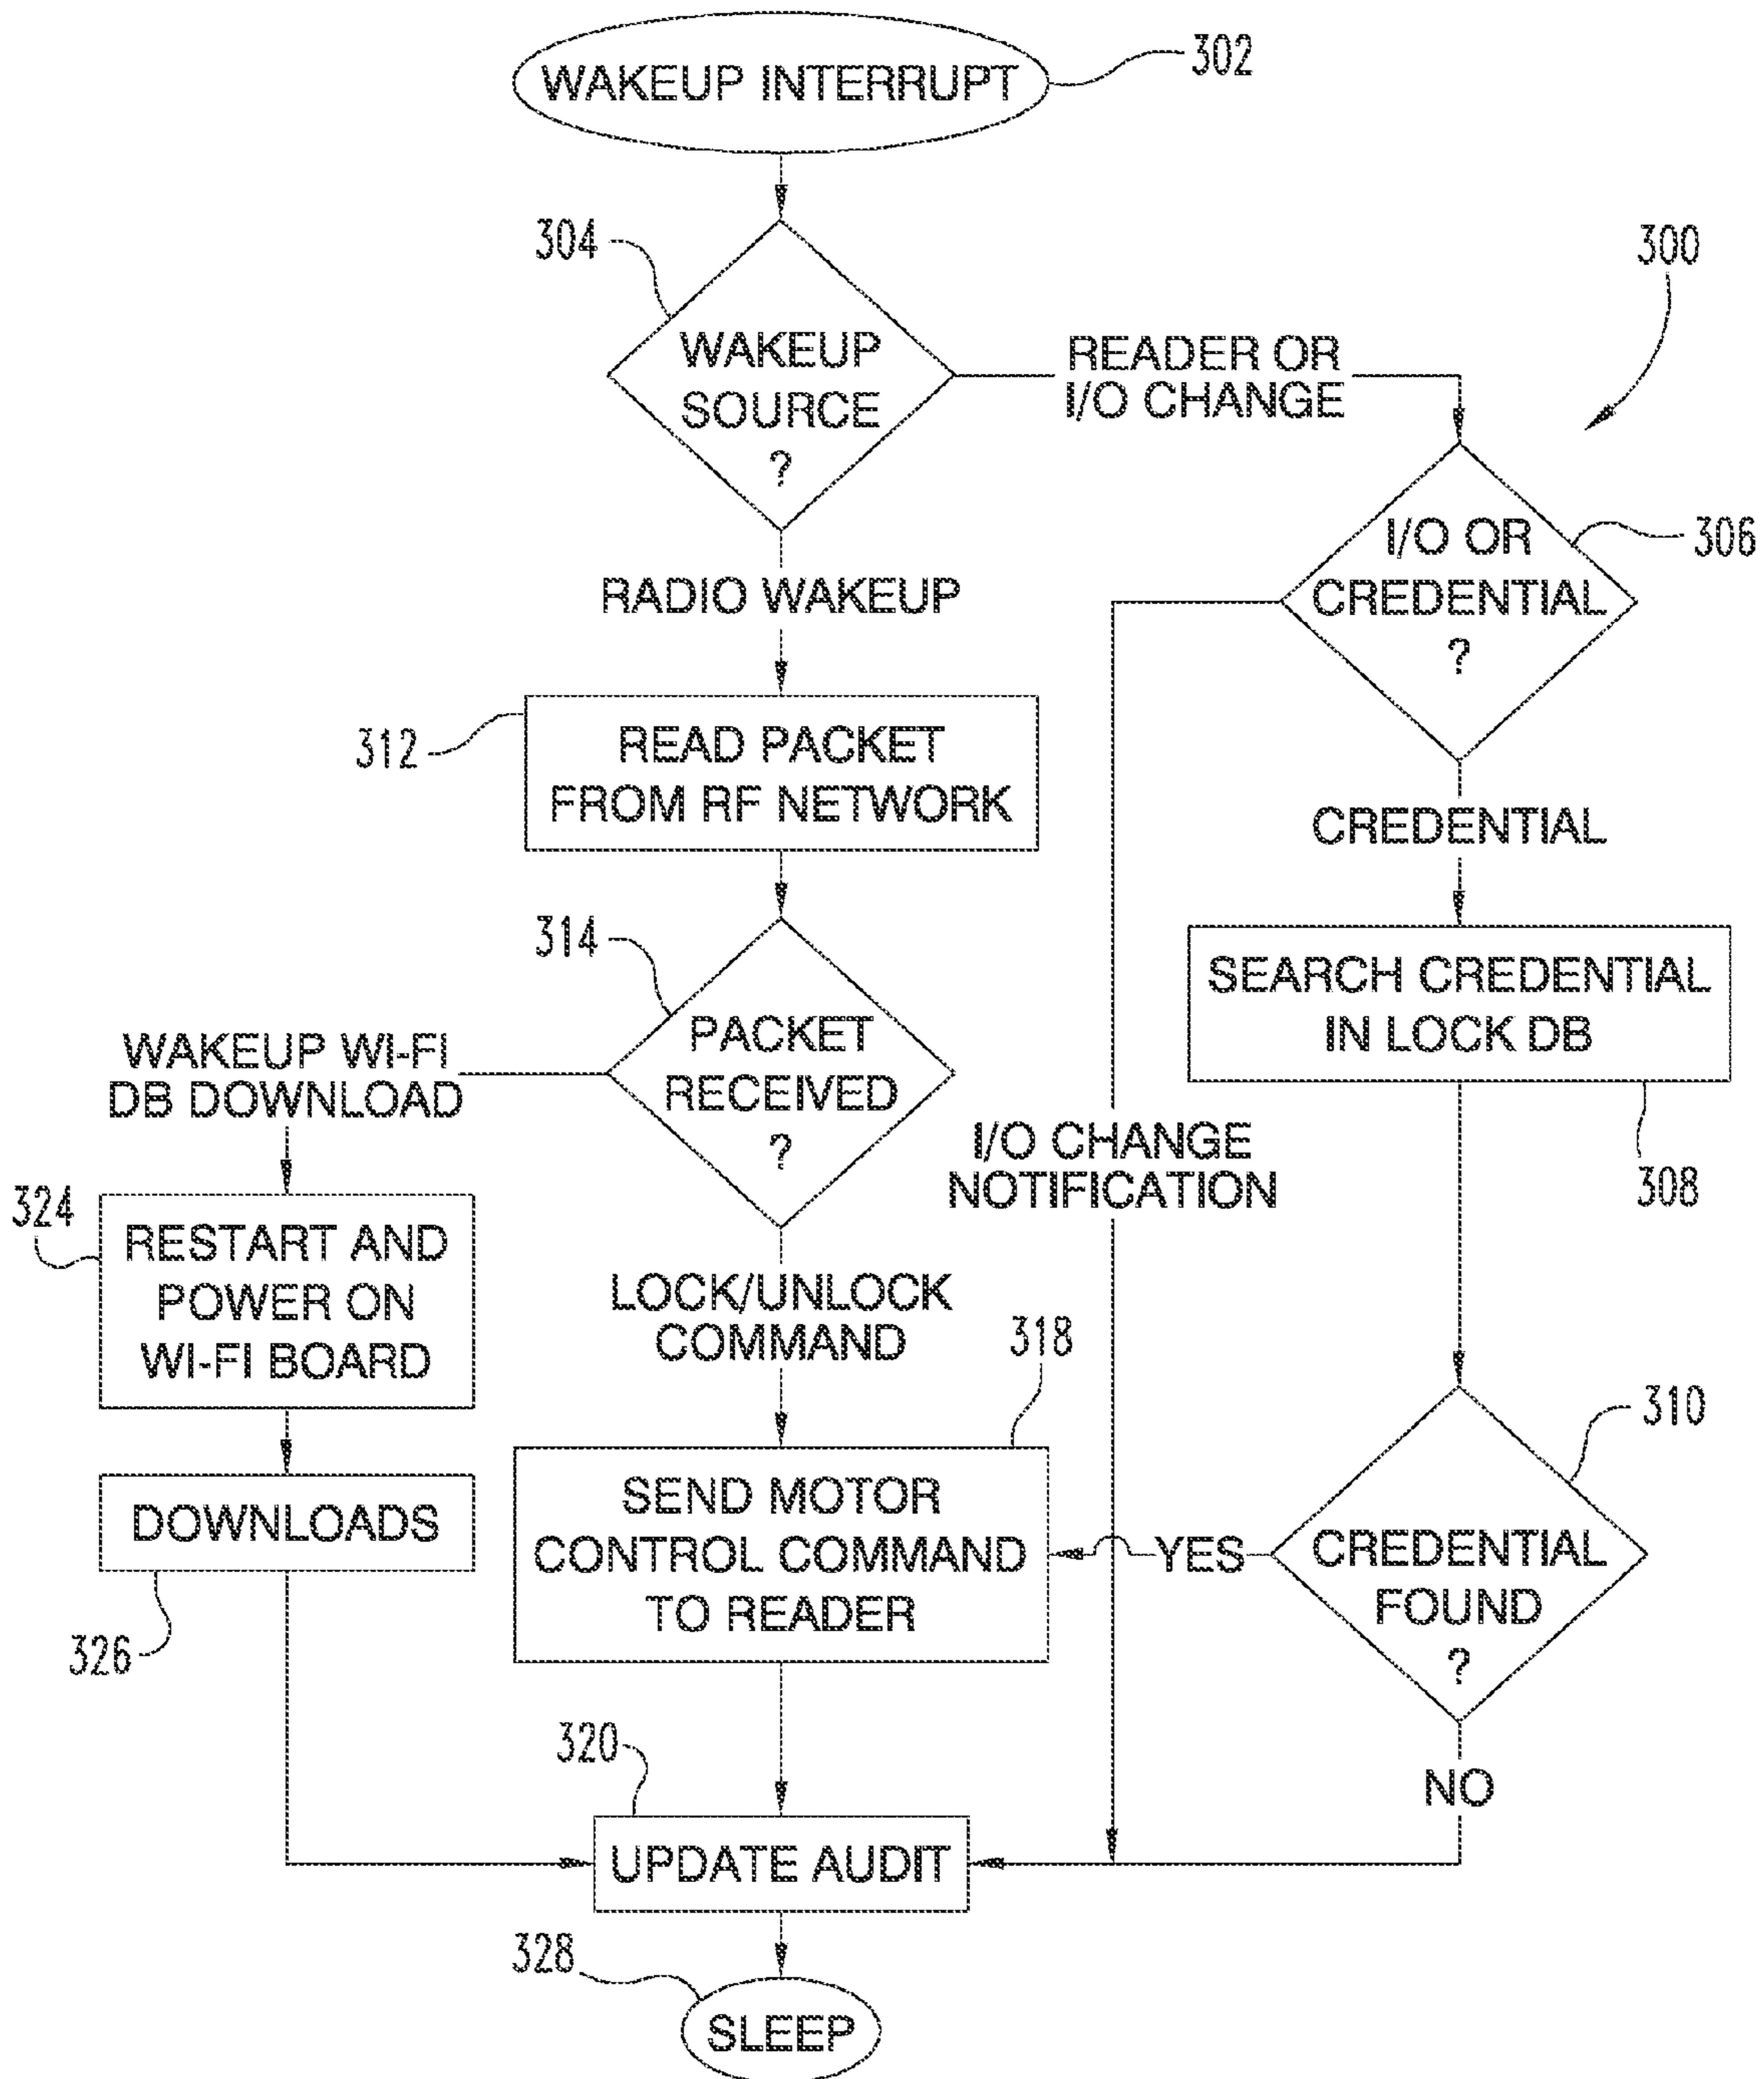 302
WAKEUP INTERRUPT
304
300
WAKEUP
SOURCE
?
READER OR
I/O CHANGE
306
I/O OR
CREDENTIAL
?
RADIO WAKEUP
312
READ PACKET
FROM RF NETWORK
CREDENTIAL
314
SEARCH CREDENTIAL
IN LOCK DB
308
PACKET
RECEIVED
?
WAKEUP WI-FI
DB DOWNLOAD
I/O CHANGE
NOTIFICATION
324
RESTART AND
POWER ON
WI-FI BOARD
LOCK/UNLOCK
COMMAND
318
310
DOWNLOADS
326
SEND MOTOR
CONTROL COMMAND
TO READER
YES
CREDENTIAL
FOUND
?
320
NO
UPDATE AUDIT
328
SLEEP